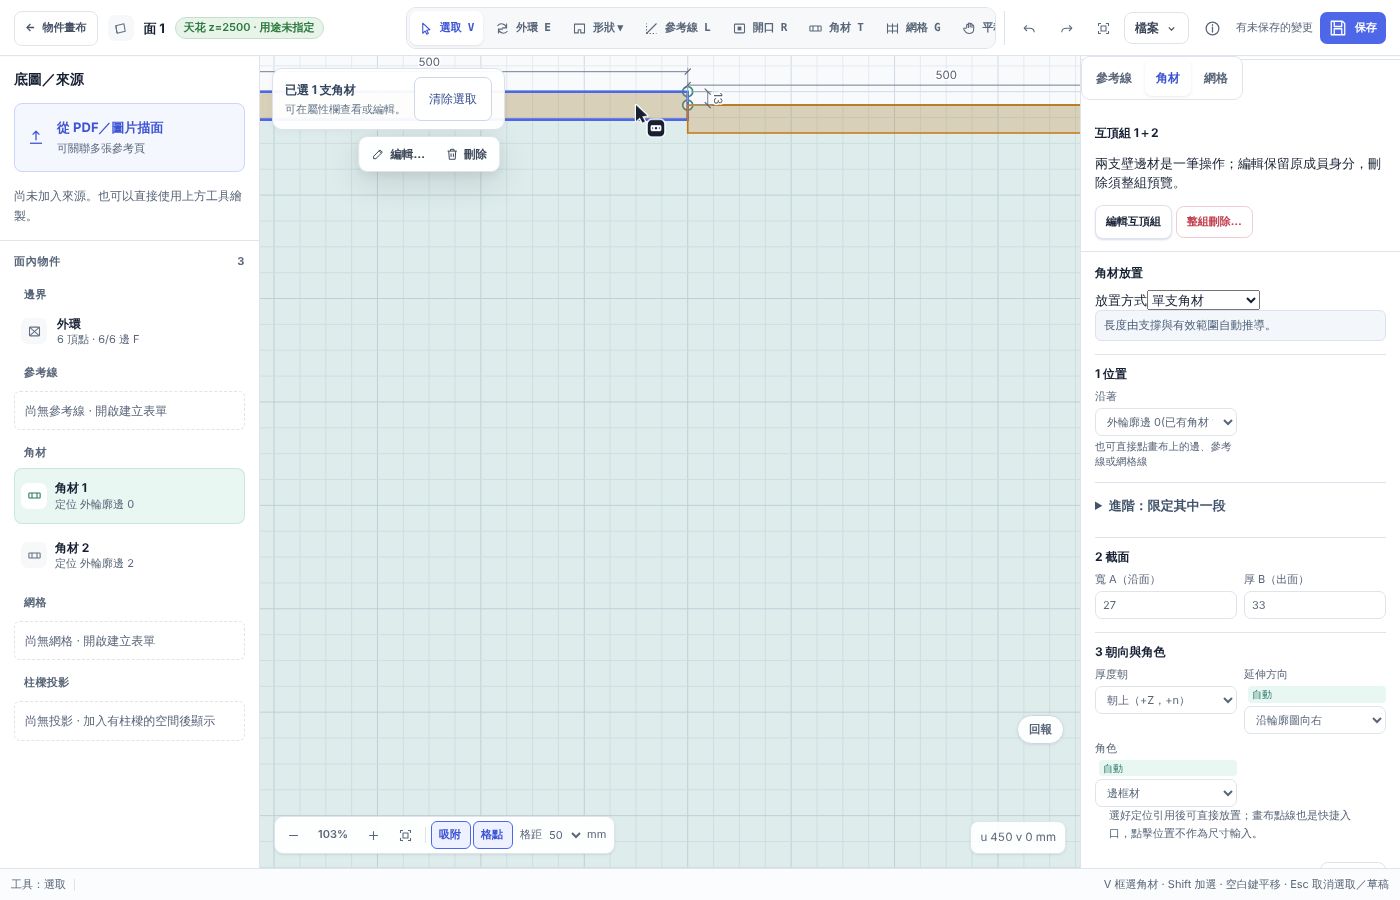 物件畫布
面 1
天花 z=2500 · 用途未指定
選取 V
外環 E
形狀▾
參考線 L
開口 R
角材 T
網格 G
檔案
有未保存的變更
保存
底圖／來源
從 PDF／圖片描面
可關聯多張參考頁
尚未加入來源。也可以直接使用上方工具繪
製。
面內物件
3
邊界
外環
6 頂點 · 6/6 邊 F
參考線
尚無參考線 · 開啟建立表單
角材
角材 1
定位 外輪廓邊 0
角材 2
定位 外輪廓邊 2
網格
尚無網格 · 開啟建立表單
柱樑投影
尚無投影 · 加入有柱樑的空間後顯示
500
500
13
已選 1 支角材
可在屬性欄查看或編輯。
清除選取
編輯…
刪除
回報
103%
吸附
格點
格距
50
mm
u 450 v 0 mm
參考線
角材
網格
互頂組 1+2
兩支壁邊材是一筆操作；編輯保留原成員身分，刪
除須整組預覽。
編輯互頂組
整組刪除…
角材放置
放置方式
單支角材
長度由支撐與有效範圍自動推導。
1 位置
沿著
外輪廓邊 0(已有角材
也可直接點畫布上的邊、參考
線或網格線
進階：限定其中一段
2 截面
寬 A（沿面）
厚 B（出面）
27
33
3 朝向與角色
厚度朝
延伸方向
自動
朝上（+Z，+n）
沿輪廓圖向右
角色
自動
邊框材
選好定位引用後可直接放置；畫布點線也是快捷入
口，點擊位置不作為尺寸輸入。
工具：選取
V 框選角材 · Shift 加選 · 空白鍵平移 · Esc 取消選取／草稿